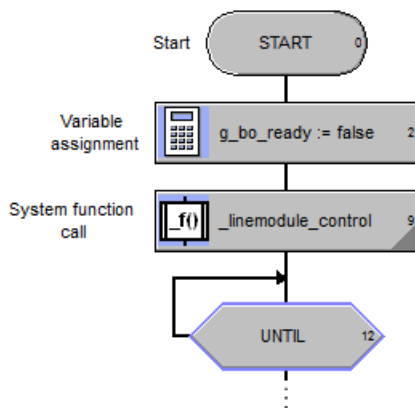 Start
START 0
Variable
assignment
g_bo_ready := false 2
System function
call
_f()
_linemodule_control 9
UNTIL 12